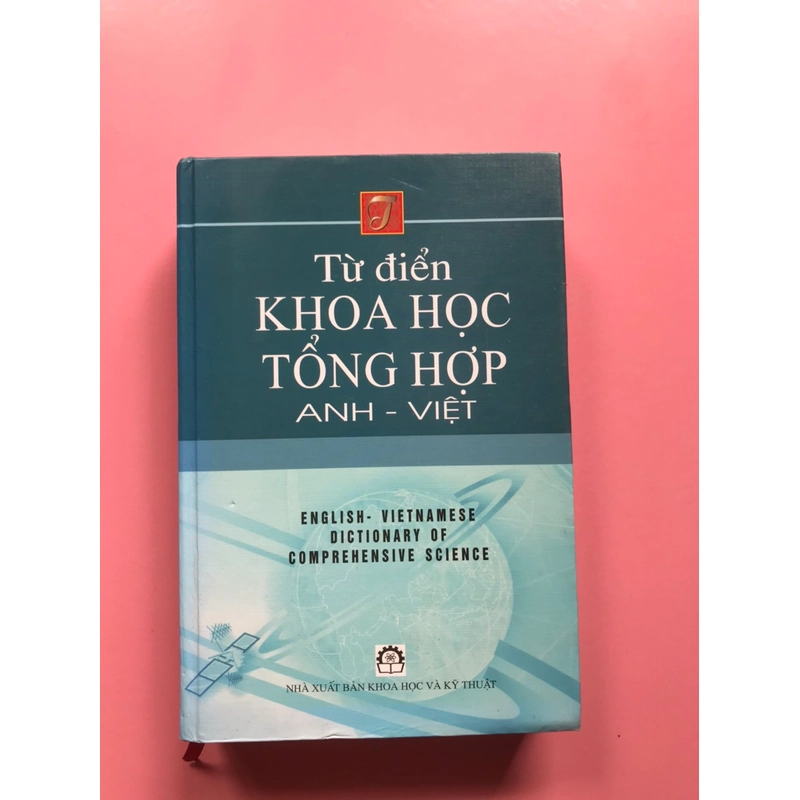 T
Từ điển
KHOA HỌC
TỔNG HỢP
ANH - VIỆT
ENGLISH- VIETNAMESE
DICTIONARY OF
COMPREHENSIVE SCIENCE
NHÀ XUẤT BẢN KHOA HỌC VÀ KỸ THUẬT